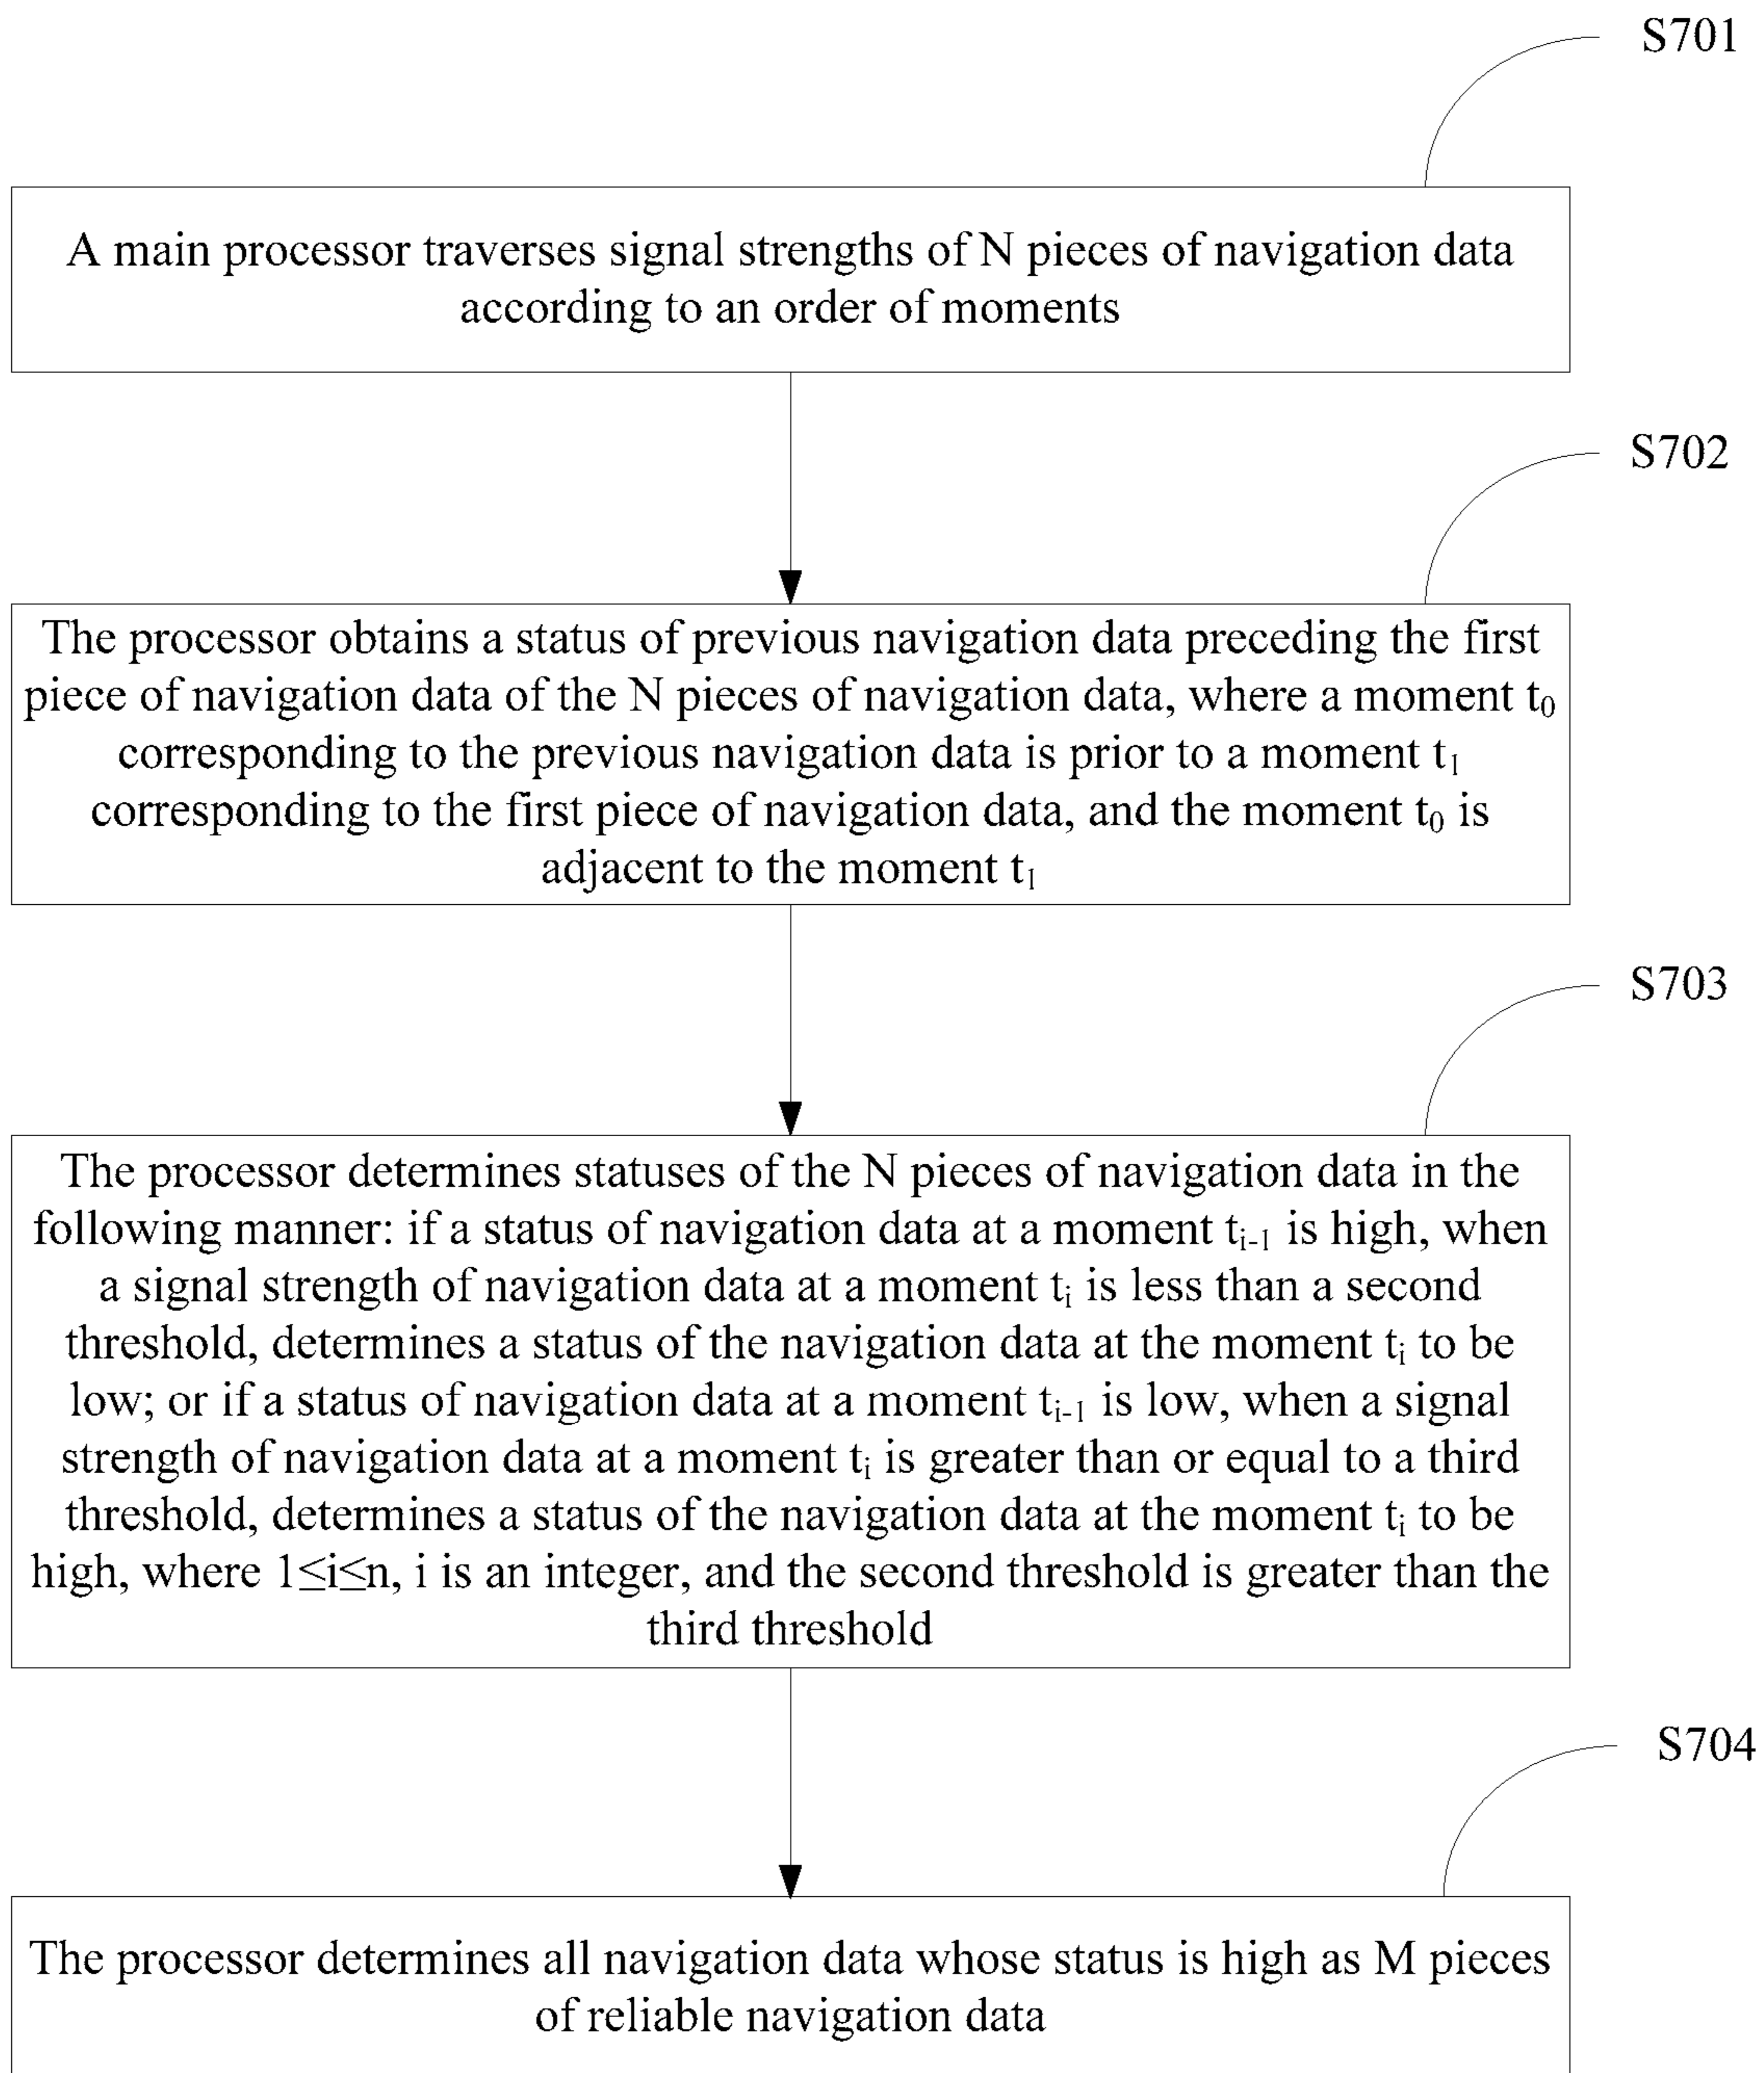 S701
A main processor traverses signal strengths of N pieces of navigation data
according to an order of moments
S702
The processor obtains a status of previous navigation data preceding the first
piece of navigation data of the N pieces of navigation data, where a moment t₀
corresponding to the previous navigation data is prior to a moment t₁
corresponding to the first piece of navigation data, and the moment t₀ is
adjacent to the moment t₁
S703
The processor determines statuses of the N pieces of navigation data in the
following manner: if a status of navigation data at a moment tᵢ₋₁ is high, when
a signal strength of navigation data at a moment tᵢ is less than a second
threshold, determines a status of the navigation data at the moment tᵢ to be
low; or if a status of navigation data at a moment tᵢ₋₁ is low, when a signal
strength of navigation data at a moment tᵢ is greater than or equal to a third
threshold, determines a status of the navigation data at the moment tᵢ to be
high, where 1≤i≤n, i is an integer, and the second threshold is greater than the
third threshold
S704
The processor determines all navigation data whose status is high as M pieces
of reliable navigation data